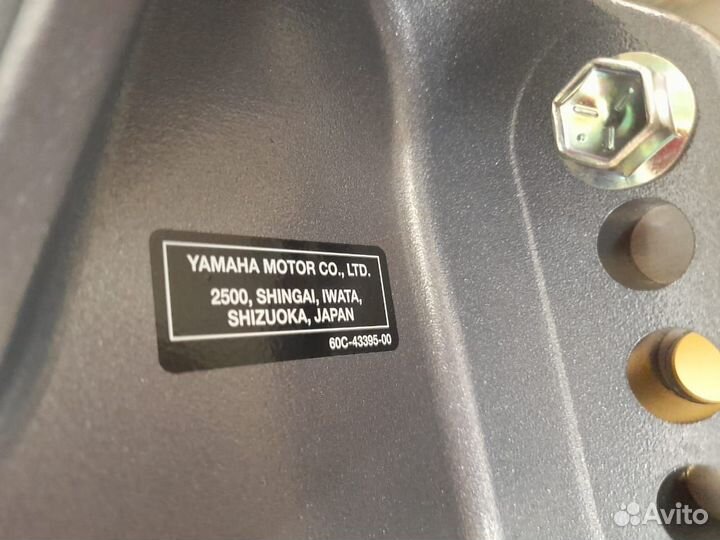 YAMAHA MOTOR CO., LTD.
2500, SHINGAI, IWATA,
SHIZUOKA, JAPAN
60C-43395-00
Avito